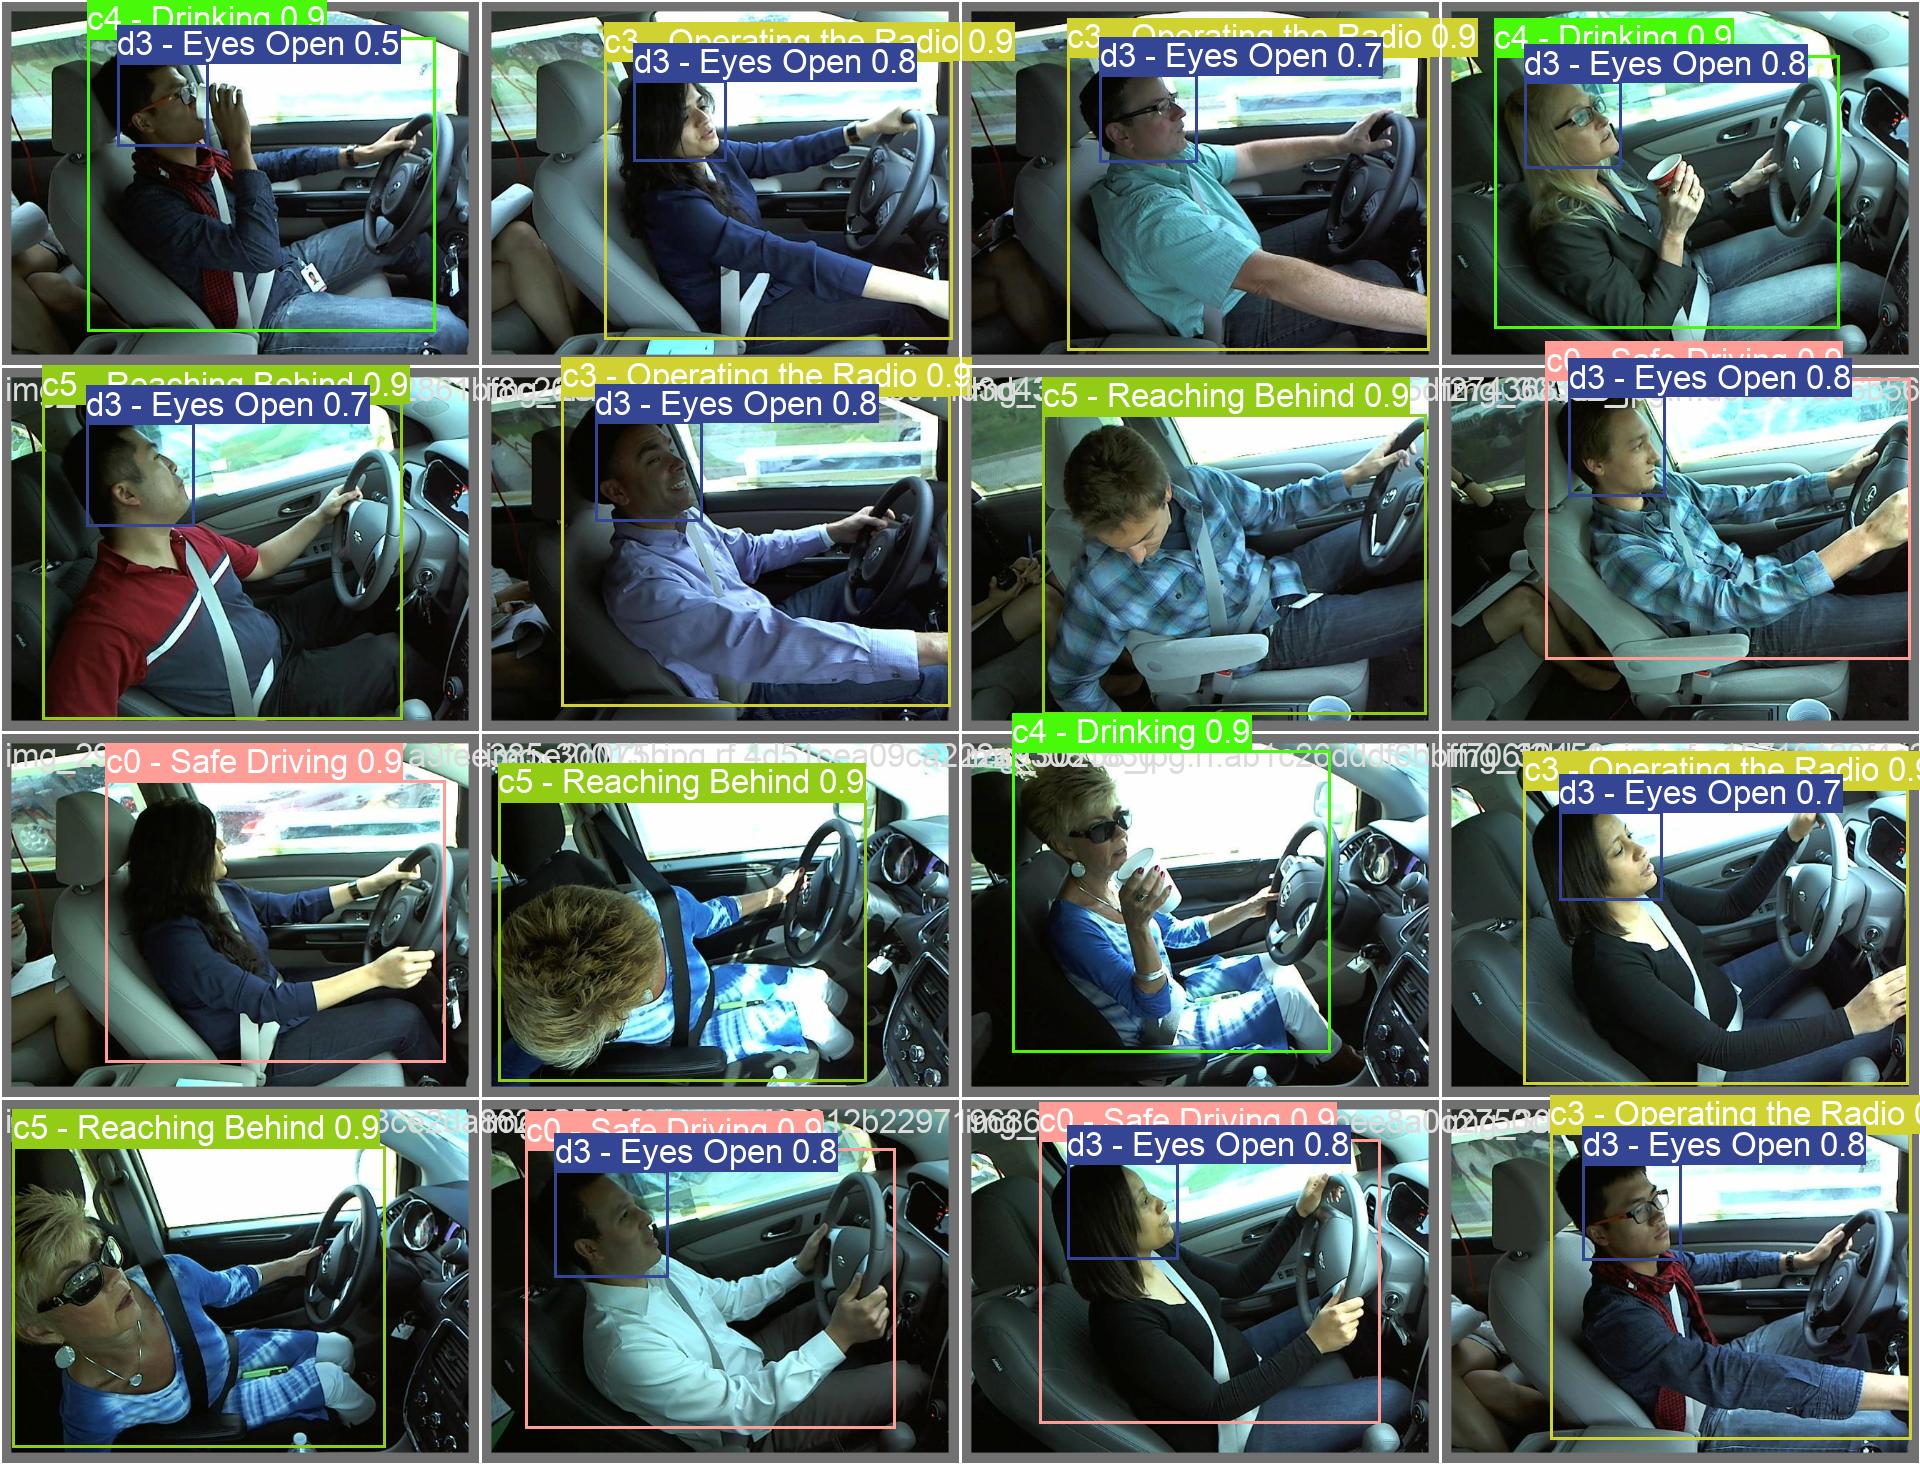 c4 - Drinking 0.9
d3 - Eyes Open 0.5
c3 - Operating the Radio 0.9
d3 - Eyes Open 0.8
c3 - Operating the Radio 0.9
d3 - Eyes Open 0.7
c4 - Drinking 0.9
d3 - Eyes Open 0.8
c5 - Reaching Behind 0.9
d3 - Eyes Open 0.7
c3 - Operating the Radio 0.9
d3 - Eyes Open 0.8
c5 - Reaching Behind 0.9
c0 - Safe Driving 0.9
d3 - Eyes Open 0.8
c0 - Safe Driving 0.9
c5 - Reaching Behind 0.9
c4 - Drinking 0.9
c3 - Operating the Radio 0.9
d3 - Eyes Open 0.7
c5 - Reaching Behind 0.9
c0 - Safe Driving 0.9
d3 - Eyes Open 0.8
c0 - Safe Driving 0.9
d3 - Eyes Open 0.8
c3 - Operating the Radio 0
d3 - Eyes Open 0.8